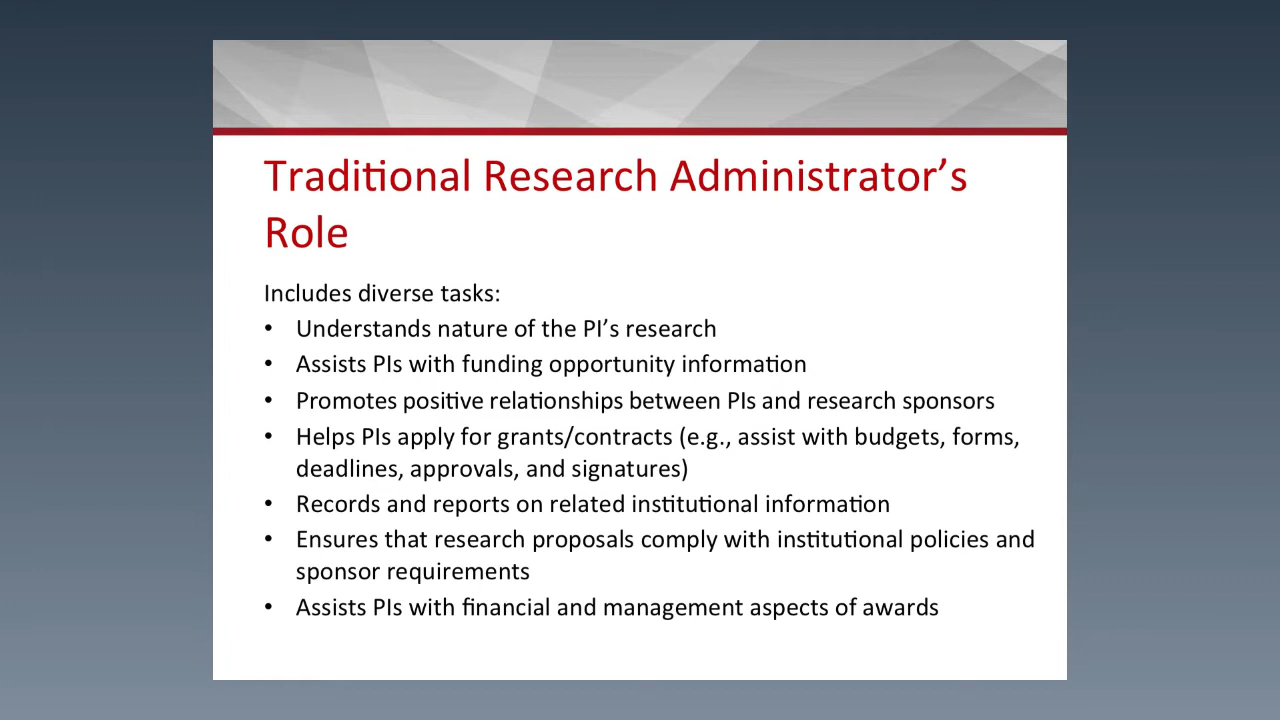 Traditional Research Administrator’s
Role
Includes diverse tasks:
• Understands nature of the PI’s research
• Assists PIs with funding opportunity information
• Promotes positive relationships between PIs and research sponsors
• Helps PIs apply for grants/contracts (e.g., assist with budgets, forms,
deadlines, approvals, and signatures)
• Records and reports on related institutional information
• Ensures that research proposals comply with institutional policies and
sponsor requirements
• Assists PIs with financial and management aspects of awards